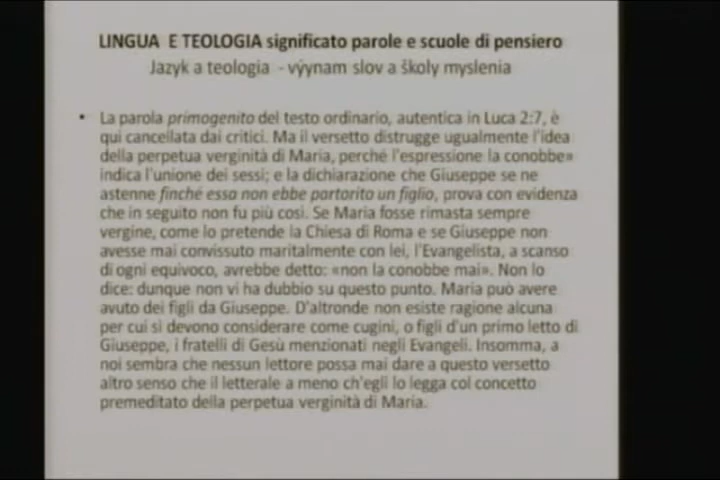 LINGUA E TEOLOGIA significato parole e scuole di pensiero
Jazyk a teologia - výynam slov a školy myslenia
• La parola primogenito del testo ordinario, autentica in Luca 2:7, è
qui cancellata dai critici. Ma il versetto distrugge ugualmente l'idea
della perpetua verginità di Maria, perché l'espressione la conobbe»
indica l'unione dei sessi; e la dichiarazione che Giuseppe se ne
astenne finché essa non ebbe partorito un figlio, prova con evidenza
che in seguito non fu più così. Se Maria fosse rimasta sempre
vergine, come lo pretende la Chiesa di Roma e se Giuseppe non
avesse mai convissuto maritalmente con lei, l'Evangelista, a scanso
di ogni equivoco, avrebbe detto: «non la conobbe mai». Non lo
dice: dunque non vi ha dubbio su questo punto. Maria può avere
avuto dei figli da Giuseppe. D'altronde non esiste ragione alcuna
per cui si devono considerare come cugini, o figli d'un primo letto di
Giuseppe, i fratelli di Gesù menzionati negli Evangeli. Insomma, a
noi sembra che nessun lettore possa mai dare a questo versetto
altro senso che il letterale a meno ch'egli lo legga col concetto
premeditato della perpetua verginità di Maria.